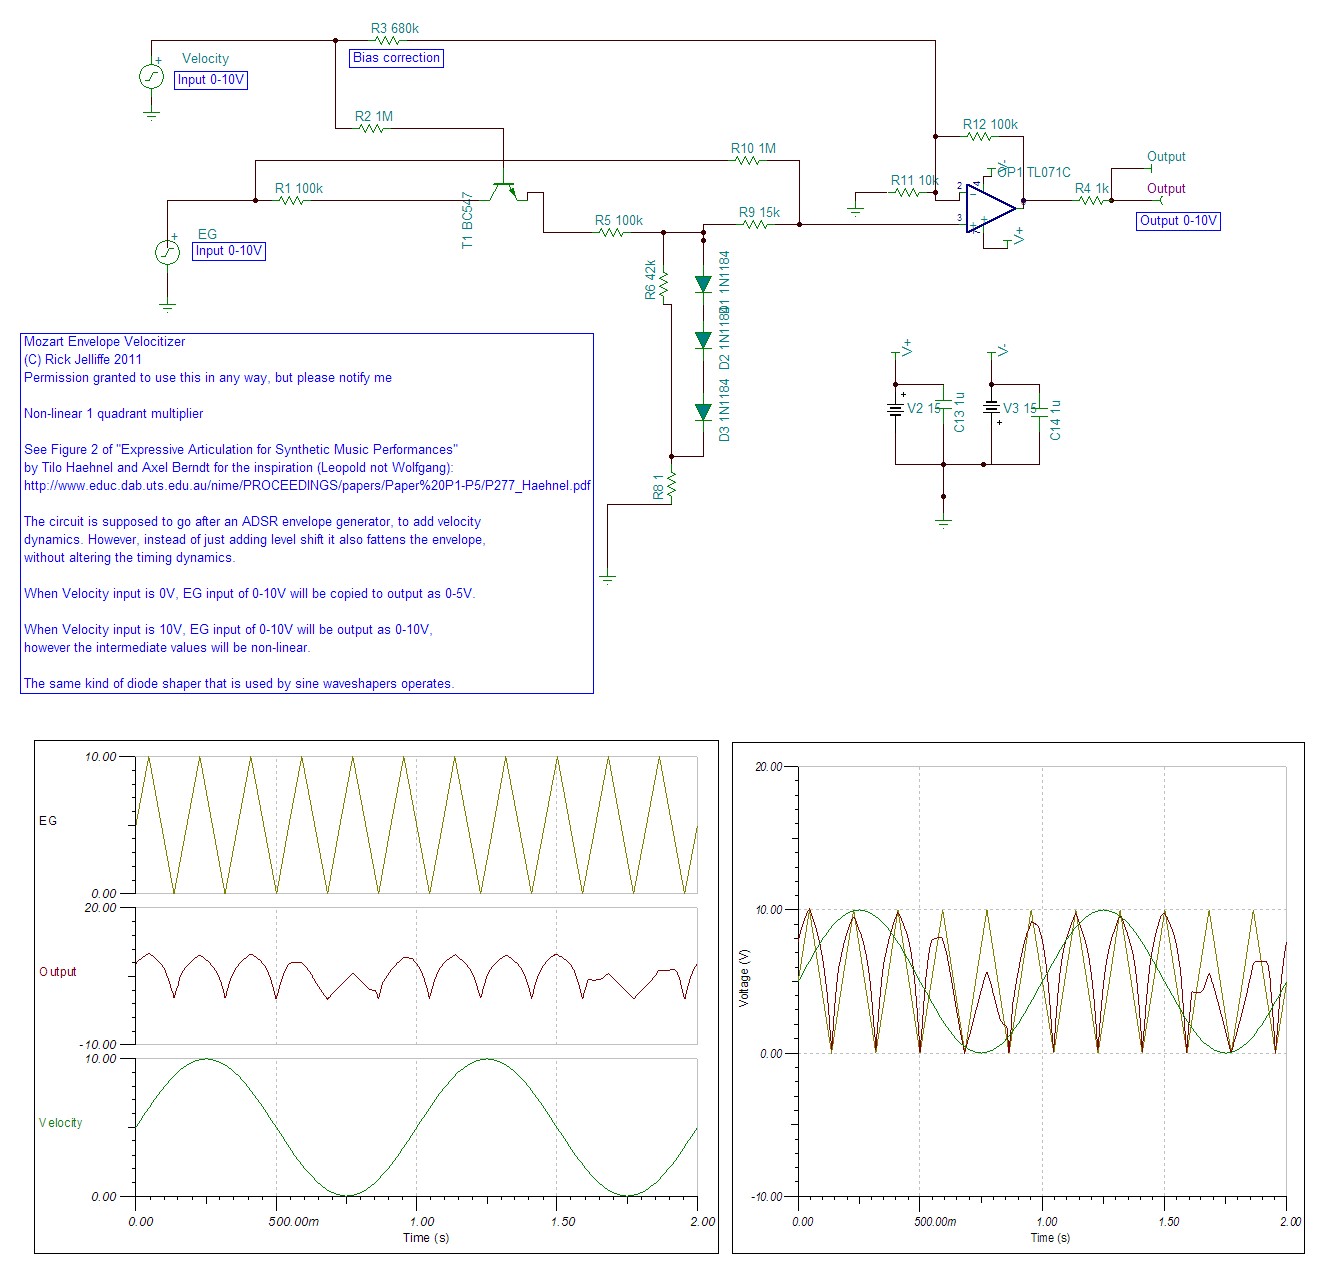 R3 680k
Bias correction
Velocity
Input 0-10V
R2 1M
R12 100k
R10 1M
Output
OP1 TL071C
V-
R1 100k
R11 10k
2
4
R4 1k
Output
T1 BC547
Output 0-10V
R5 100k
R9 15k
3
7
V+
EG
Input 0-10V
R6 42k
D1 1N1184
D2 1N1184
D3 1N1184
R8 1
V+
V-
V2 15
C13 1u
V3 15
C14 1u
Mozart Envelope Velocitizer
(C) Rick Jelliffe 2011
Permission granted to use this in any way, but please notify me
Non-linear 1 quadrant multiplier
See Figure 2 of "Expressive Articulation for Synthetic Music Performances"
by Tilo Haehnel and Axel Berndt for the inspiration (Leopold not Wolfgang):
http://www.educ.dab.uts.edu.au/nime/PROCEEDINGS/papers/Paper%20P1-P5/P277_Haehnel.pdf
The circuit is supposed to go after an ADSR envelope generator, to add velocity
dynamics. However, instead of just adding level shift it also fattens the envelope,
without altering the timing dynamics.
When Velocity input is 0V, EG input of 0-10V will be copied to output as 0-5V.
When Velocity input is 10V, EG input of 0-10V will be output as 0-10V,
however the intermediate values will be non-linear.
The same kind of diode shaper that is used by sine waveshapers operates.
10.00
EG
0.00
20.00
Output
-10.00
10.00
Velocity
0.00
0.00
500.00m
1.00
1.50
2.00
Time (s)
20.00
10.00
Voltage (V)
0.00
-10.00
0.00
500.00m
1.00
1.50
2.00
Time (s)